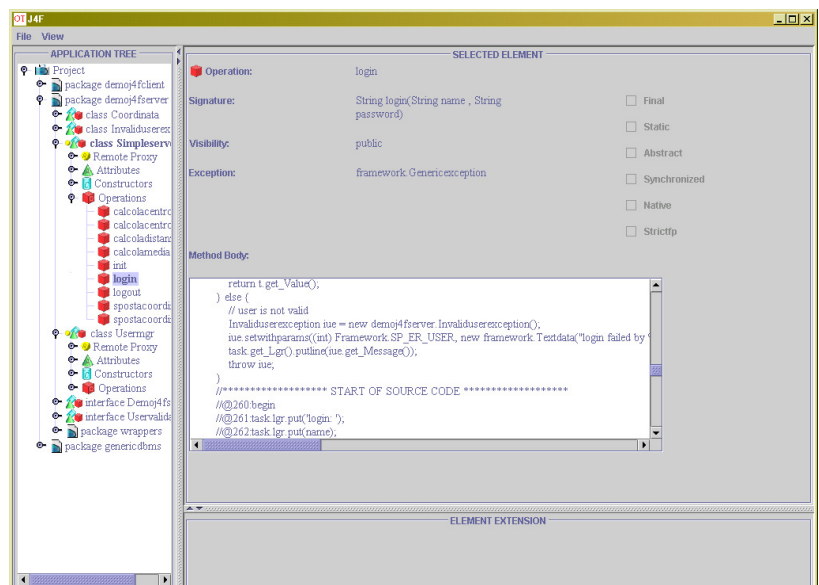 OT J4F
File View
APPLICATION TREE
Project
package demoj4fclient
package demoj4fserver
class Coordinata
class Invaliduserex
class Simpleserv
Remote Proxy
Attributes
Constructors
Operations
calcolacentro
calcolacentro
calcoladistan
calcolamedia
init
login
logout
spostacoordi
spostacoordi
class Usermgr
Remote Proxy
Attributes
Constructors
Operations
interface Demoj4fs
interface Uservalida
package wrappers
package genericdbms
SELECTED ELEMENT
Operation: login
Signature: String login(String name , String
password)
Visibility: public
Exception: framework.Genericexception
Final
Static
Abstract
Synchronized
Native
Strictfp
Method Body:
return t.get_Value();
} else {
// user is not valid
Invaliduserexception iue = new demoj4fserver.Invaliduserexception();
iue.setwithparams((int) Framework.SP_ER_USER, new framework.Textdata("login failed by "
task.get_Lgr().putline(iue.get_Message());
throw iue;
}
//******************* START OF SOURCE CODE *******************
//@260:begin
//@261:task.lgr.put('login: ');
//@262:task.lgr.put(name);
ELEMENT EXTENSION